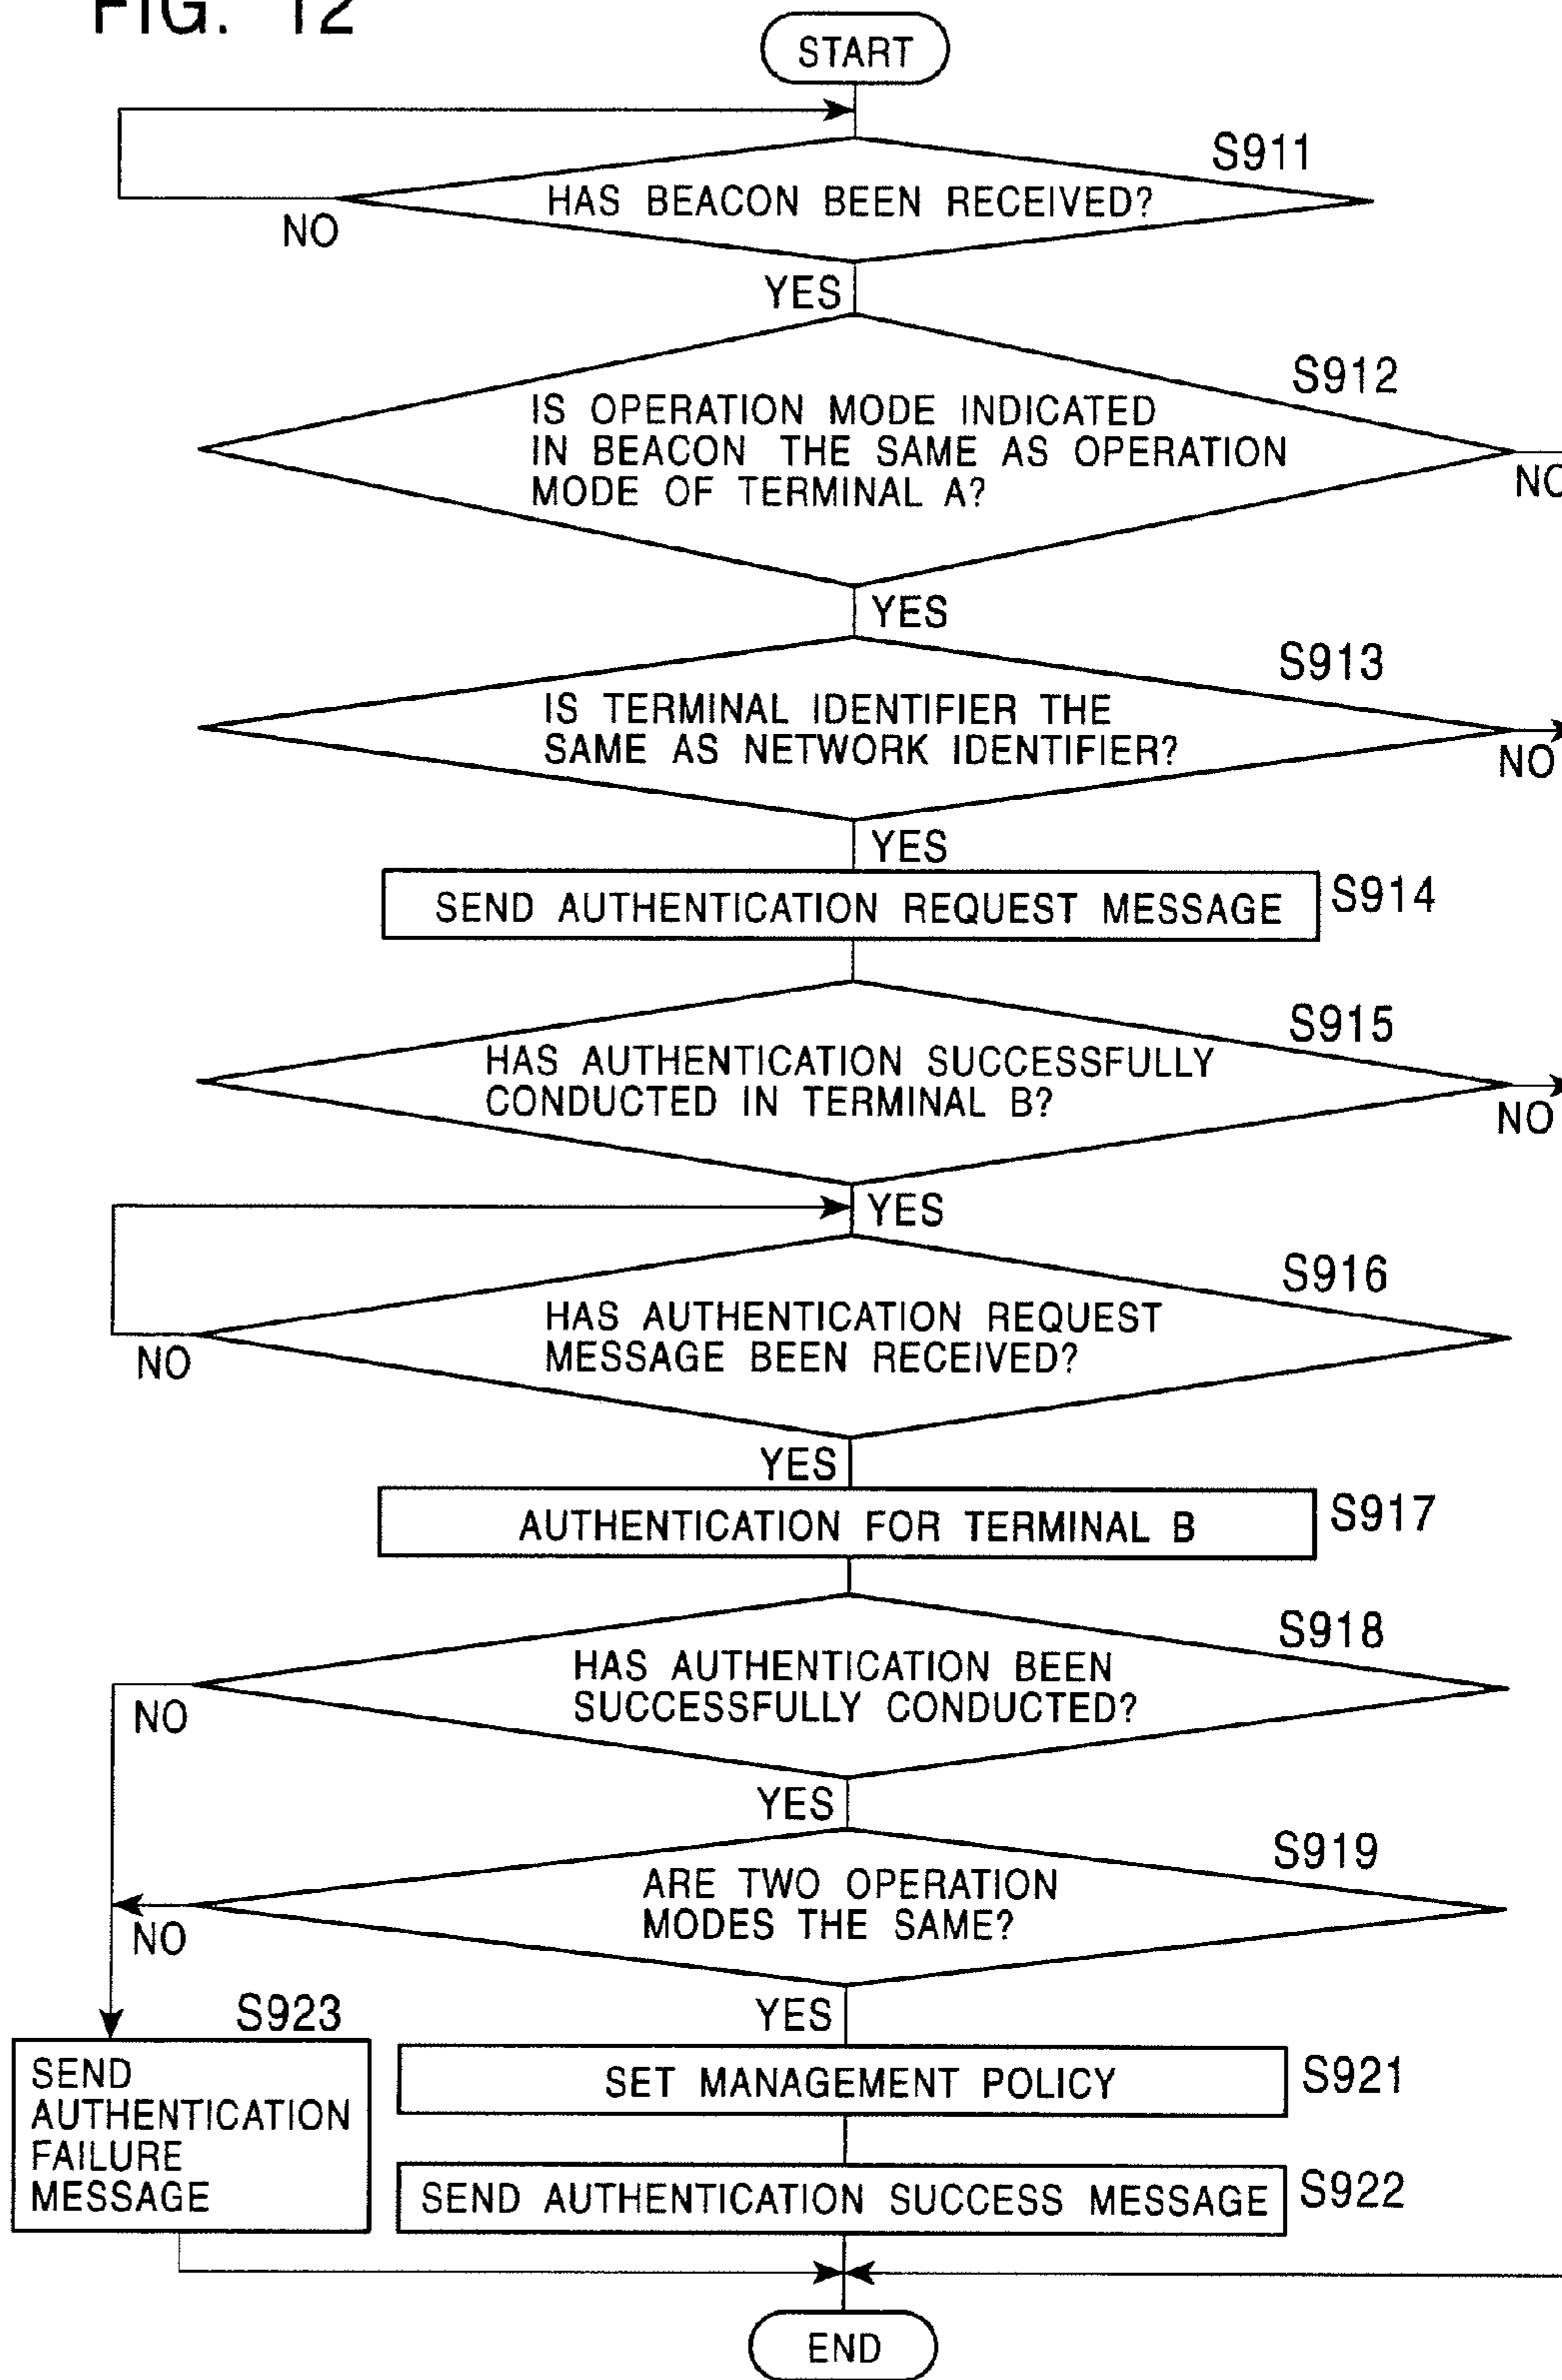 FIG. 12
START
S911
HAS BEACON BEEN RECEIVED?
NO
YES
S912
IS OPERATION MODE INDICATED
IN BEACON THE SAME AS OPERATION
MODE OF TERMINAL A?
NO
YES
S913
IS TERMINAL IDENTIFIER THE
SAME AS NETWORK IDENTIFIER?
NO
YES
SEND AUTHENTICATION REQUEST MESSAGE
S914
S915
HAS AUTHENTICATION SUCCESSFULLY
CONDUCTED IN TERMINAL B?
NO
YES
S916
HAS AUTHENTICATION REQUEST
MESSAGE BEEN RECEIVED?
NO
YES
AUTHENTICATION FOR TERMINAL B
S917
S918
HAS AUTHENTICATION BEEN
SUCCESSFULLY CONDUCTED?
NO
YES
S919
ARE TWO OPERATION
MODES THE SAME?
NO
YES
S923
SEND
AUTHENTICATION
FAILURE
MESSAGE
SET MANAGEMENT POLICY
S921
SEND AUTHENTICATION SUCCESS MESSAGE
S922
END